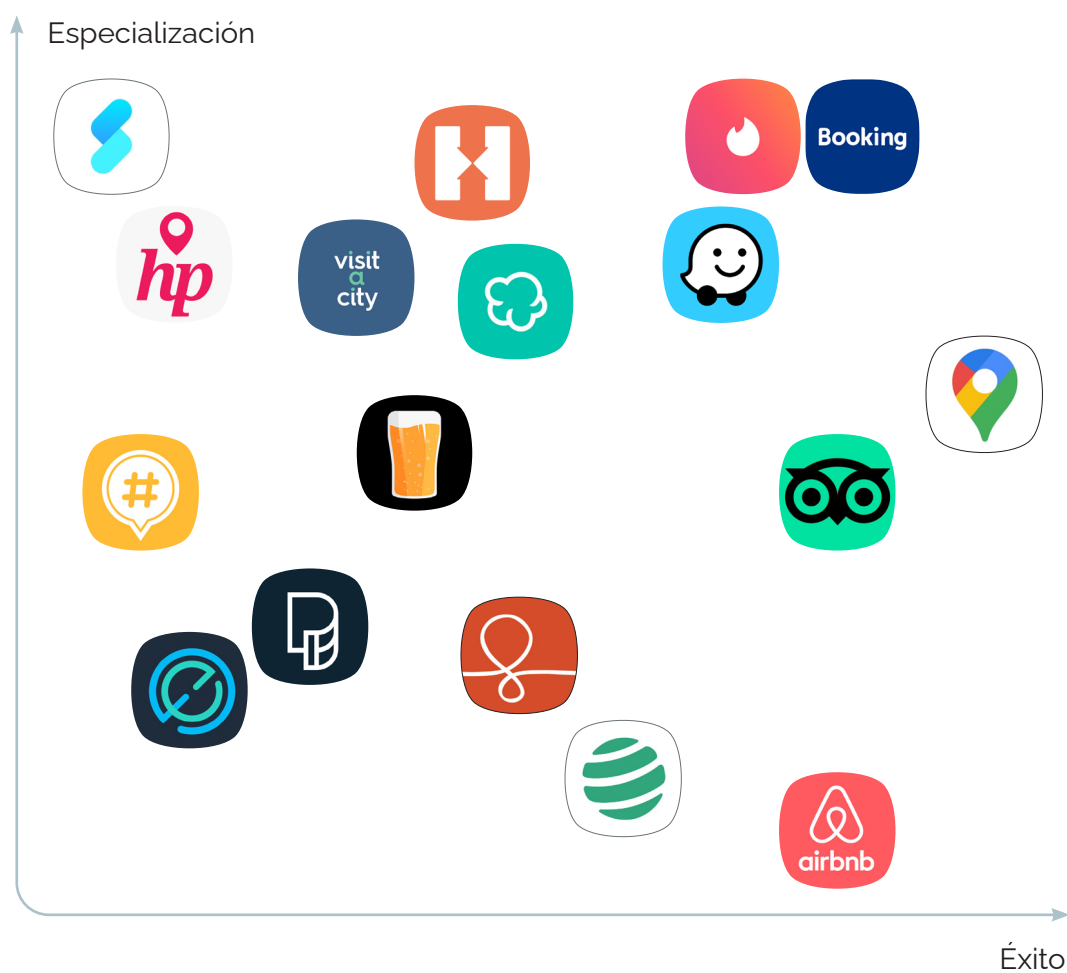 Especialización
Booking
hp
visit
a
city
#
airbnb
Éxito